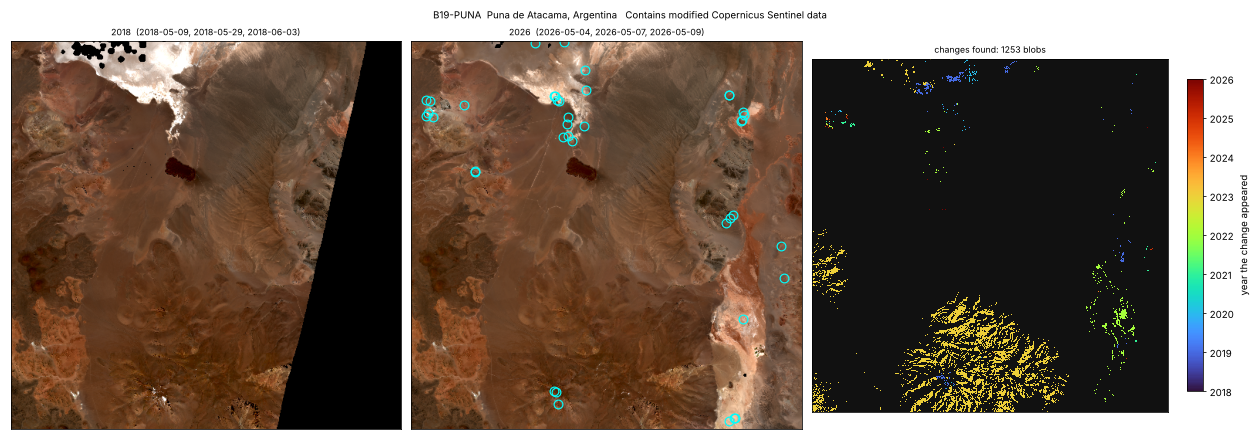 B19-PUNA  Puna de Atacama, Argentina   Contains modified Copernicus Sentinel data
2018  (2018-05-09, 2018-05-29, 2018-06-03)
2026  (2026-05-04, 2026-05-07, 2026-05-09)
changes found: 1253 blobs
2026
2025
2024
2023
2022
2021
2020
2019
2018
year the change appeared